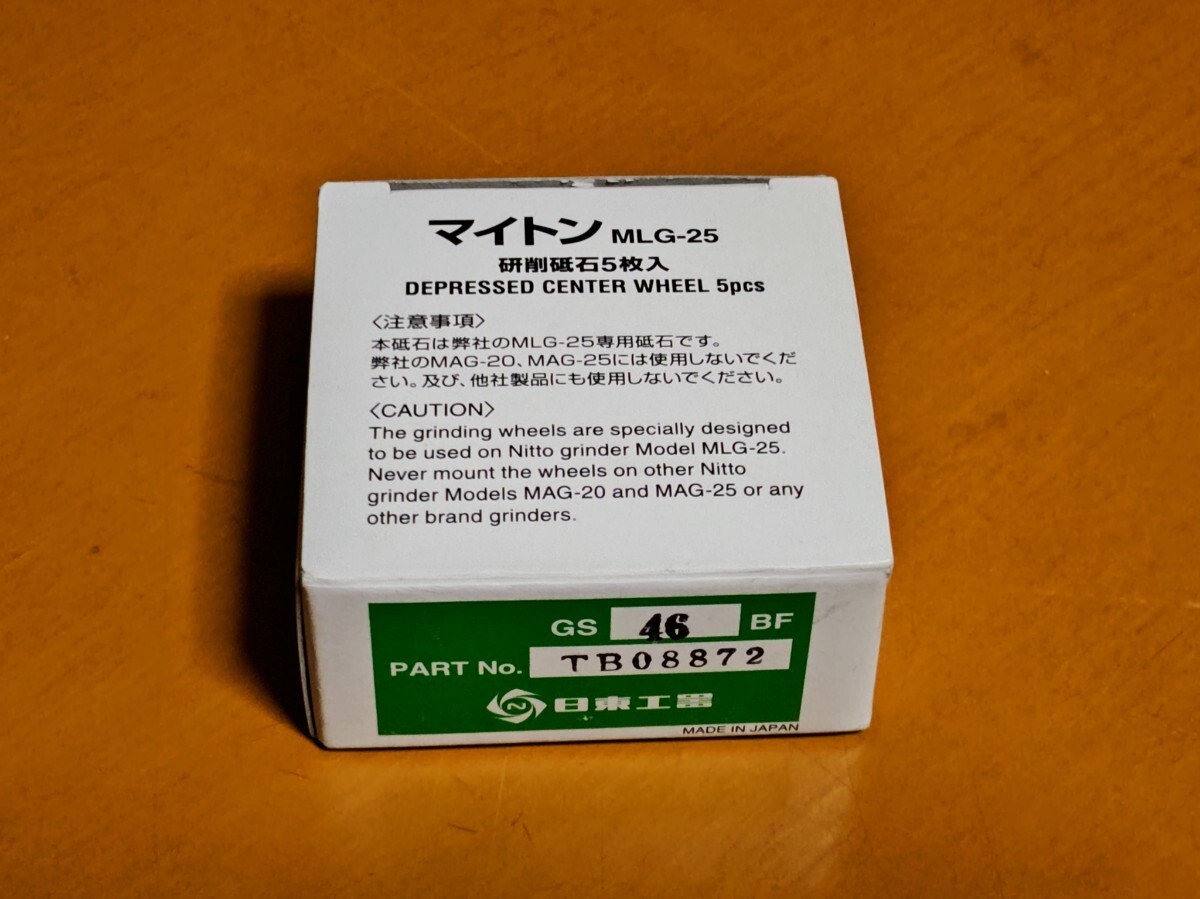 マイトン MLG-25
研削砥石5枚入
DEPRESSED CENTER WHEEL 5pcs
〈注意事項〉
本砥石は弊社のMLG-25専用砥石です。
弊社のMAG-20、MAG-25には使用しないでくだ
さい。及び、他社製品にも使用しないでください。
〈CAUTION〉
The grinding wheels are specially designed
to be used on Nitto grinder Model MLG-25.
Never mount the wheels on other Nitto
grinder Models MAG-20 and MAG-25 or any
other brand grinders.
GS 46 BF
PART No. TB08872
N 日東工器
MADE IN JAPAN